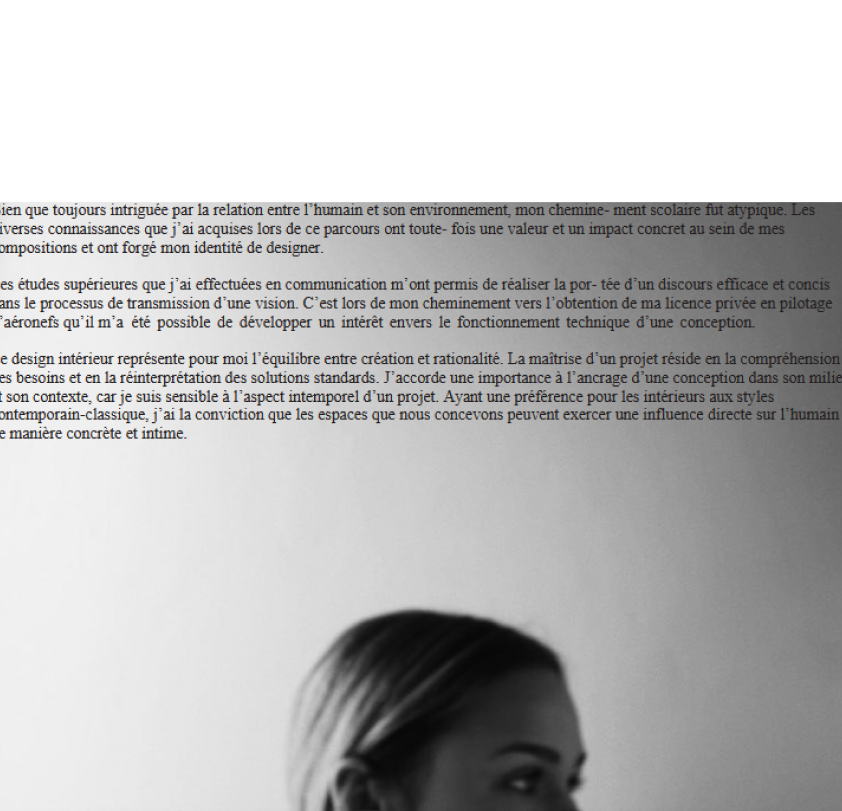 ien que toujours intriguée par la relation entre l’humain et son environnement, mon chemine- ment scolaire fut atypique. Les
iverses connaissances que j’ai acquises lors de ce parcours ont toute- fois une valeur et un impact concret au sein de mes
ompositions et ont forgé mon identité de designer.
es études supérieures que j’ai effectuées en communication m’ont permis de réaliser la por- tée d’un discours efficace et concis
ans le processus de transmission d’une vision. C’est lors de mon cheminement vers l’obtention de ma licence privée en pilotage
’aéronefs qu’il m’a été possible de développer un intérêt envers le fonctionnement technique d’une conception.
e design intérieur représente pour moi l’équilibre entre création et rationalité. La maîtrise d’un projet réside en la compréhension
es besoins et en la réinterprétation des solutions standards. J’accorde une importance à l’ancrage d’une conception dans son milie
t son contexte, car je suis sensible à l’aspect intemporel d’un projet. Ayant une préférence pour les intérieurs aux styles
ontemporain-classique, j’ai la conviction que les espaces que nous concevons peuvent exercer une influence directe sur l’humain
e manière concrète et intime.